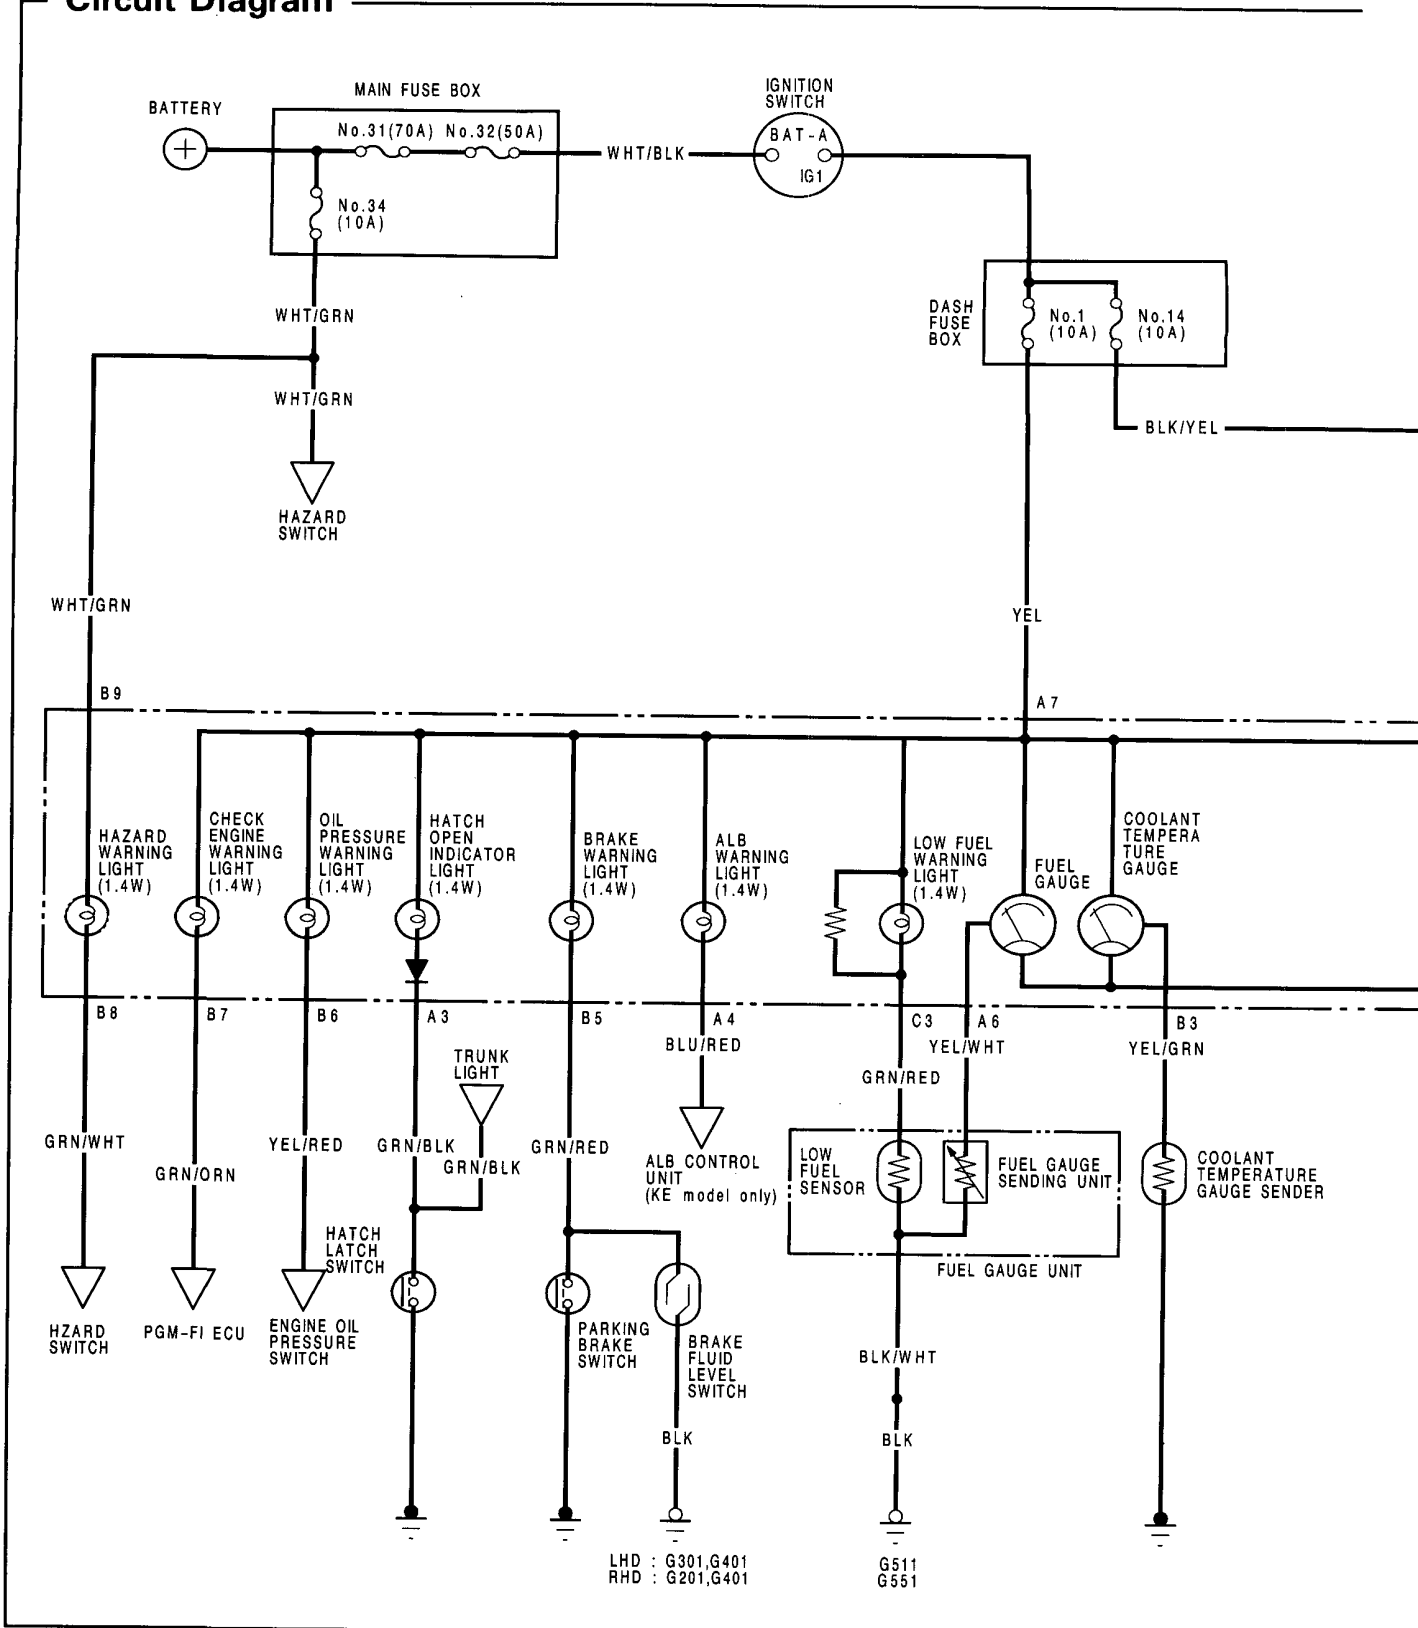 Circuit Diagram
BATTERY
MAIN FUSE BOX
IGNITION
SWITCH
No.31(70A) No.32(50A)
WHT/BLK
BAT-A
IG1
No.34
(10A)
WHT/GRN
DASH
FUSE
BOX
No.1
(10A)
No.14
(10A)
WHT/GRN
BLK/YEL
HAZARD
SWITCH
WHT/GRN
YEL
B9
A7
HAZARD
WARNING
LIGHT
(1.4W)
CHECK
ENGINE
WARNING
LIGHT
(1.4W)
OIL
PRESSURE
WARNING
LIGHT
(1.4W)
HATCH
OPEN
INDICATOR
LIGHT
(1.4W)
BRAKE
WARNING
LIGHT
(1.4W)
ALB
WARNING
LIGHT
(1.4W)
LOW FUEL
WARNING
LIGHT
(1.4W)
FUEL
GAUGE
COOLANT
TEMPERA
TURE
GAUGE
B8
B7
B6
A3
B5
A4
C3
A6
B3
BLU/RED
YEL/WHT
YEL/GRN
TRUNK
LIGHT
GRN/RED
GRN/WHT
GRN/ORN
YEL/RED
GRN/BLK
GRN/BLK
GRN/RED
ALB CONTROL
UNIT
(KE model only)
LOW
FUEL
SENSOR
FUEL GAUGE
SENDING UNIT
COOLANT
TEMPERATURE
GAUGE SENDER
HATCH
LATCH
SWITCH
FUEL GAUGE UNIT
HZARD
SWITCH
PGM-FI ECU
ENGINE OIL
PRESSURE
SWITCH
PARKING
BRAKE
SWITCH
BRAKE
FLUID
LEVEL
SWITCH
BLK/WHT
BLK
BLK
LHD : G301,G401
RHD : G201,G401
G511
G551